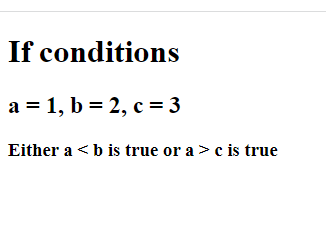 If conditions
a = 1, b = 2, c = 3
Either a < b is true or a > c is true